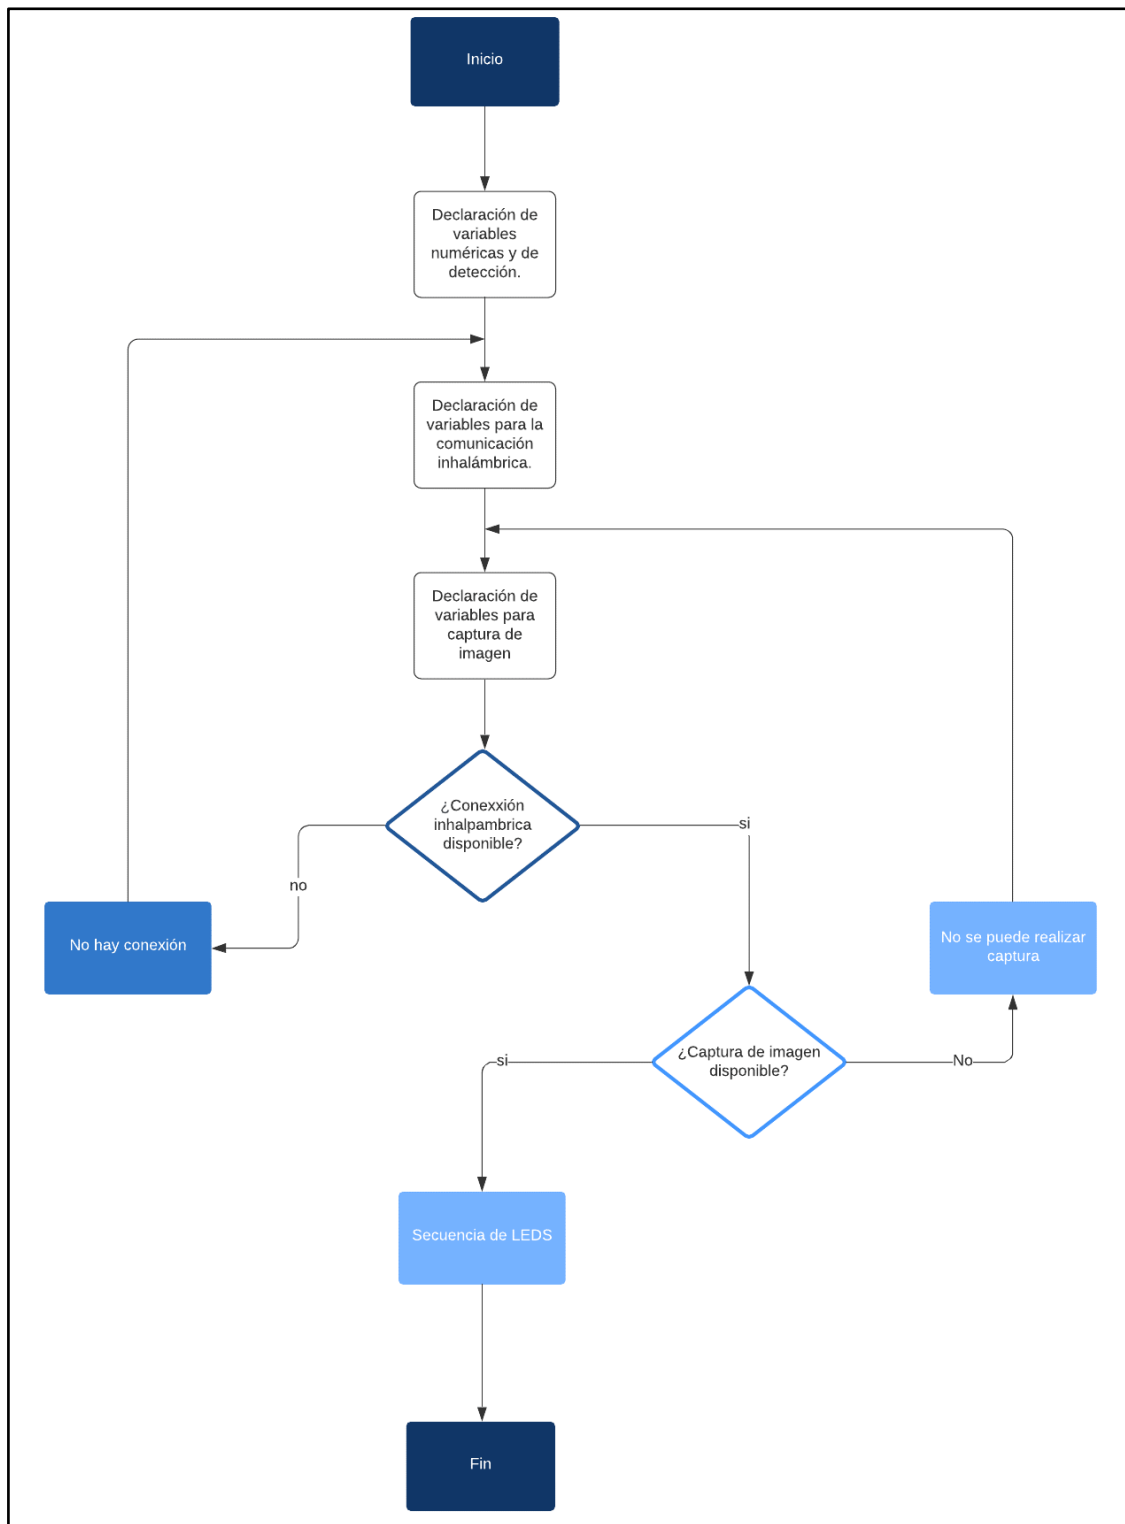 Inicio
Declaración de
variables
numéricas y de
detección.
Declaración de
variables para la
comunicación
inhalámbrica.
Declaración de
variables para
captura de
imagen
¿Conexxión
inhalpambrica
disponible?
si
no
No hay conexión
No se puede realizar
captura
¿Captura de imagen
disponible?
si
No
Secuencia de LEDS
Fin